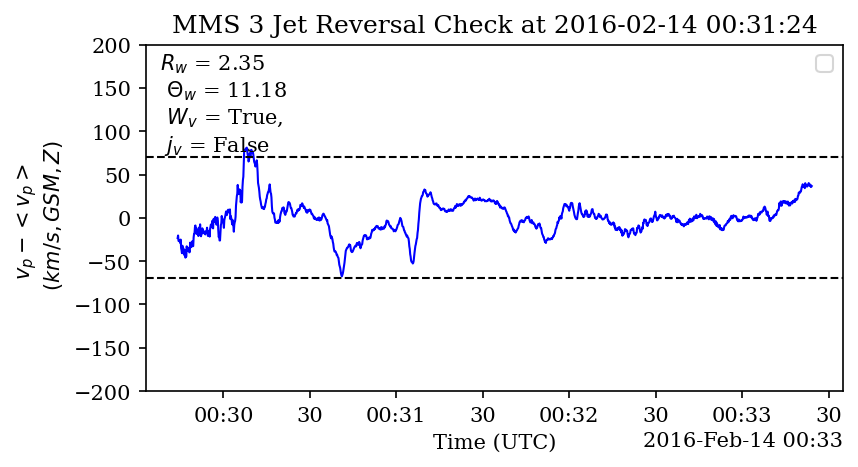 MMS 3 Jet Reversal Check at 2016-02-14 00:31:24
R_w = 2.35
Θ_w = 11.18
W_v = True,
j_v = False
v_p − < v_p >
(km/s, GSM, Z)
200
150
100
50
0
−50
−100
−150
−200
00:30 30 00:31 30 00:32 30 00:33 30
Time (UTC)
2016-Feb-14 00:33